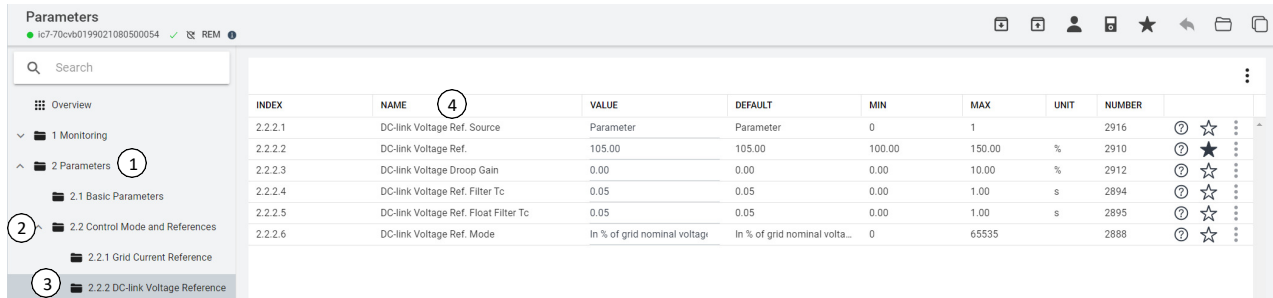 Parameters
ic7-70cvb0199021080500054 REM
Search
Overview
1 Monitoring
2 Parameters 1
2.1 Basic Parameters
2 2.2 Control Mode and References
2.2.1 Grid Current Reference
3 2.2.2 DC-link Voltage Reference
INDEX NAME 4 VALUE DEFAULT MIN MAX UNIT NUMBER
2.2.2.1 DC-link Voltage Ref. Source Parameter Parameter 0 1 2916
2.2.2.2 DC-link Voltage Ref. 105.00 105.00 100.00 150.00 % 2910
2.2.2.3 DC-link Voltage Droop Gain 0.00 0.00 0.00 10.00 % 2912
2.2.2.4 DC-link Voltage Ref. Filter Tc 0.05 0.05 0.00 1.00 s 2894
2.2.2.5 DC-link Voltage Ref. Float Filter Tc 0.05 0.05 0.00 1.00 s 2895
2.2.2.6 DC-link Voltage Ref. Mode In % of grid nominal voltage In % of grid nominal volta... 0 65535 2888